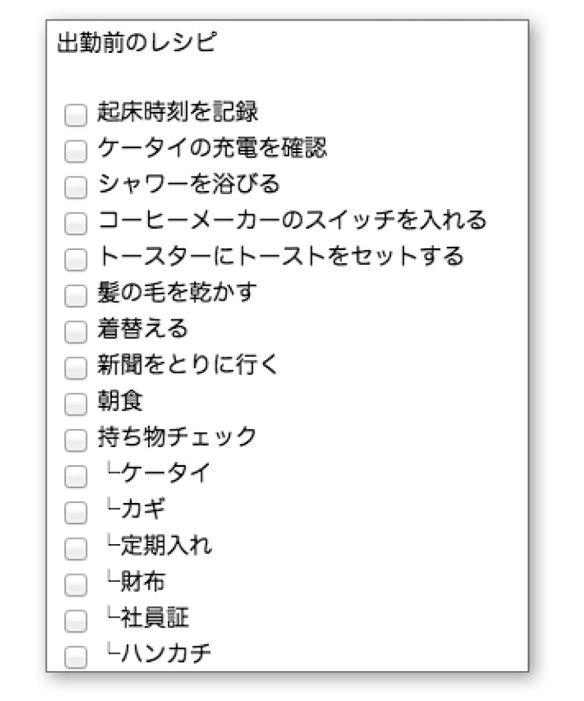 出勤前のレシピ
起床時刻を記録
ケータイの充電を確認
シャワーを浴びる
コーヒーメーカーのスイッチを入れる
トースターにトーストをセットする
髪の毛を乾かす
着替える
新聞をとりに行く
朝食
持ち物チェック
└ケータイ
└カギ
└定期入れ
└財布
└社員証
└ハンカチ